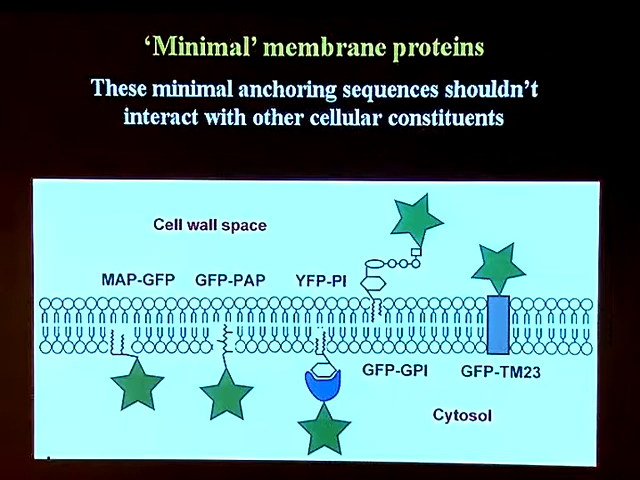 ‘Minimal’ membrane proteins
These minimal anchoring sequences shouldn’t
interact with other cellular constituents
Cell wall space
MAP-GFP GFP-PAP YFP-PI
GFP-GPI GFP-TM23
Cytosol